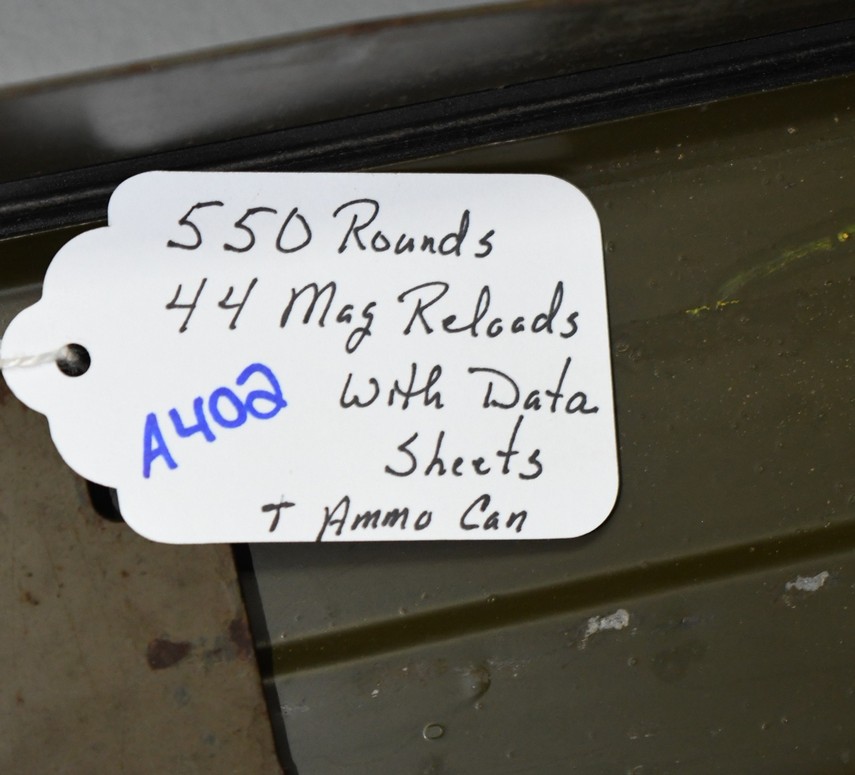 550 Rounds
44 Mag Reloads
With Data
A402
Sheets
+ Ammo Can